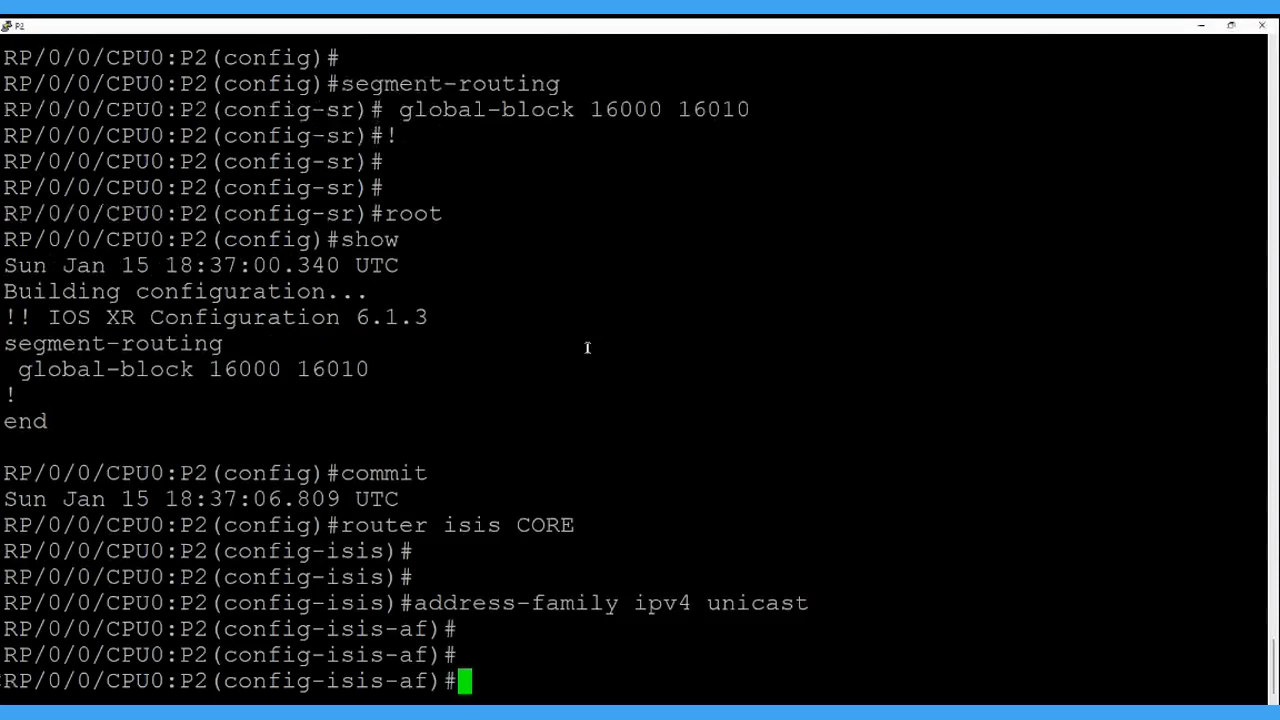 P2
RP/0/0/CPU0:P2(config)#
RP/0/0/CPU0:P2(config)#segment-routing
RP/0/0/CPU0:P2(config-sr)# global-block 16000 16010
RP/0/0/CPU0:P2(config-sr)#!
RP/0/0/CPU0:P2(config-sr)#
RP/0/0/CPU0:P2(config-sr)#
RP/0/0/CPU0:P2(config-sr)#root
RP/0/0/CPU0:P2(config)#show
Sun Jan 15 18:37:00.340 UTC
Building configuration...
!! IOS XR Configuration 6.1.3
segment-routing
 global-block 16000 16010
!
end
RP/0/0/CPU0:P2(config)#commit
Sun Jan 15 18:37:06.809 UTC
RP/0/0/CPU0:P2(config)#router isis CORE
RP/0/0/CPU0:P2(config-isis)#
RP/0/0/CPU0:P2(config-isis)#
RP/0/0/CPU0:P2(config-isis)#address-family ipv4 unicast
RP/0/0/CPU0:P2(config-isis-af)#
RP/0/0/CPU0:P2(config-isis-af)#
RP/0/0/CPU0:P2(config-isis-af)#